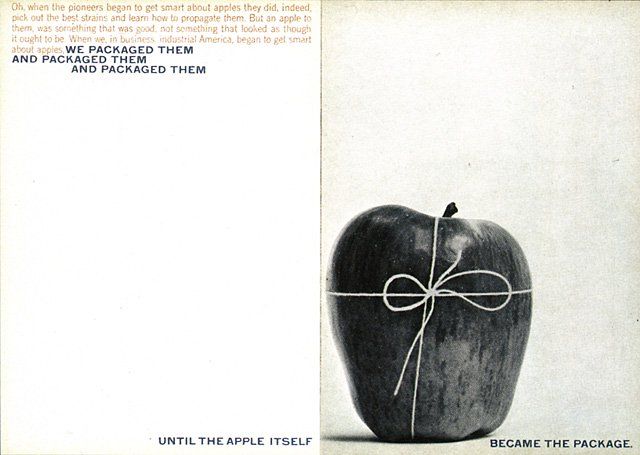 Oh, when the pioneers began to get smart about apples they did, indeed,
pick out the best strains and learn how to propagate them. But an apple to
them, was something that was good, not something that looked as though
it ought to be. When we, in business, industrial America, began to get smart
about apples, WE PACKAGED THEM
AND PACKAGED THEM
AND PACKAGED THEM
UNTIL THE APPLE ITSELF
BECAME THE PACKAGE.